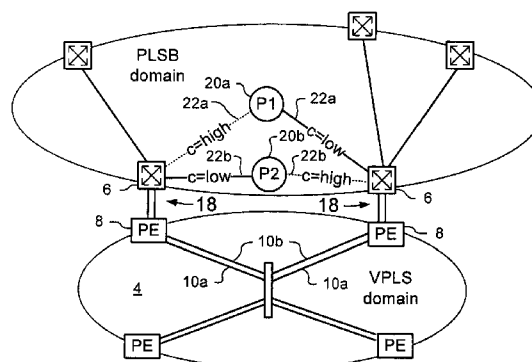 PLSB
domain
20a
22a
P1
22a
c=high
c=low
20b
22b
22b
c=low
P2
c=high
6
6
18
18
8
8
PE
PE
10b
10a
10a
4
VPLS
domain
PE
PE